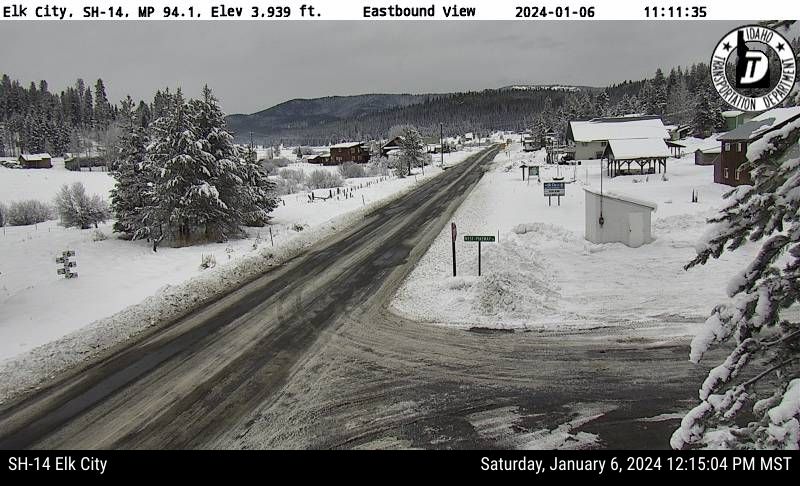 Elk City, SH-14, MP 94.1, Elev 3,939 ft. Eastbound View 2024-01-06 11:11:35
IDAHO
TRANSPORTATION DEPARTMENT
SH-14 Elk City
Saturday, January 6, 2024 12:15:04 PM MST